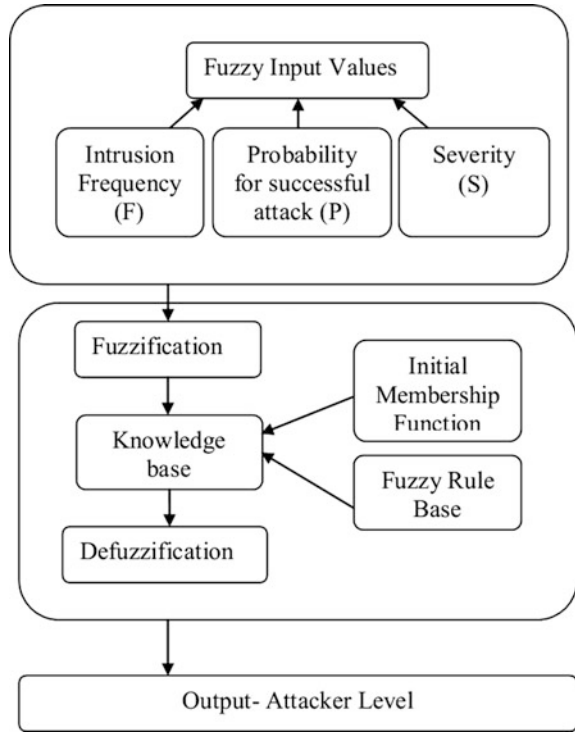 Fuzzy Input Values
Intrusion
Frequency
(F)
Probability
for successful
attack (P)
Severity
(S)
Fuzzification
Initial
Membership
Function
Knowledge
base
Fuzzy Rule
Base
Defuzzification
Output- Attacker Level